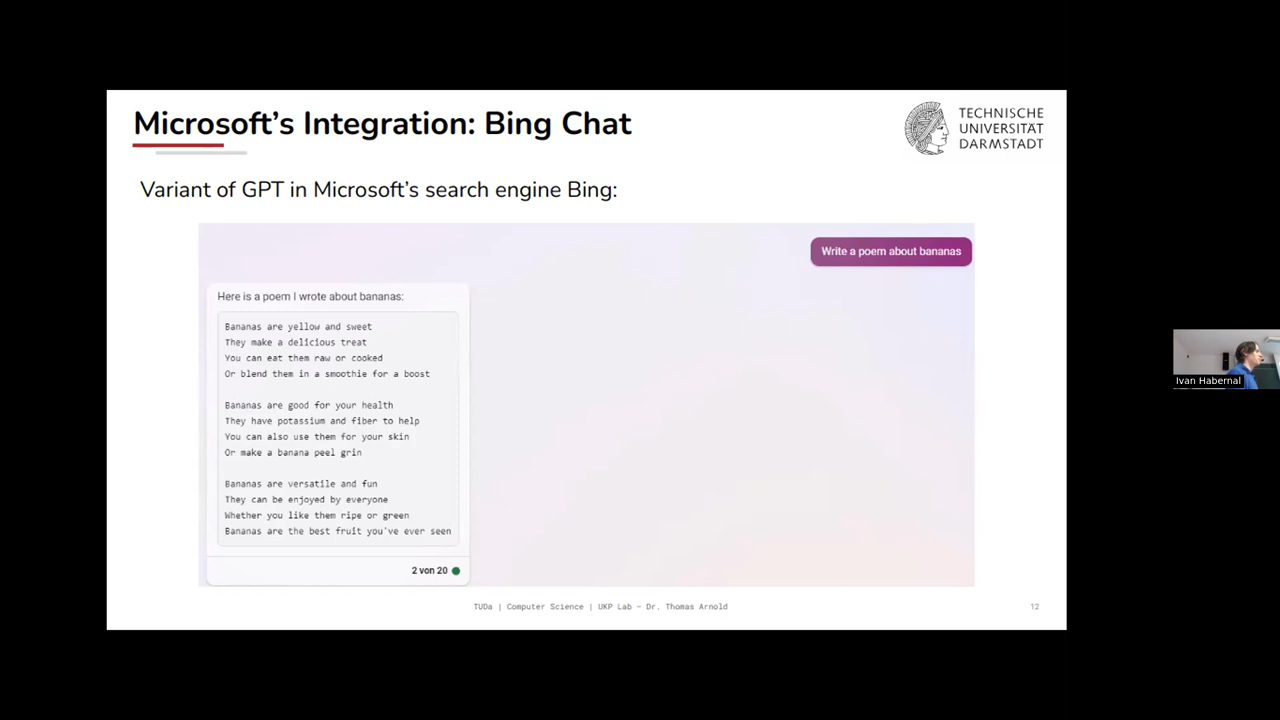 Microsoft's Integration: Bing Chat
TECHNISCHE
UNIVERSITÄT
DARMSTADT
Variant of GPT in Microsoft's search engine Bing:
Write a poem about bananas
Here is a poem I wrote about bananas:
Bananas are yellow and sweet
They make a delicious treat
You can eat them raw or cooked
Or blend them in a smoothie for a boost
Bananas are good for your health
They have potassium and fiber to help
You can also use them for your skin
Or make a banana peel grin
Bananas are versatile and fun
They can be enjoyed by everyone
Whether you like them ripe or green
Bananas are the best fruit you've ever seen
2 von 20
TUDa | Computer Science | UKP Lab - Dr. Thomas Arnold
12
Ivan Habernal